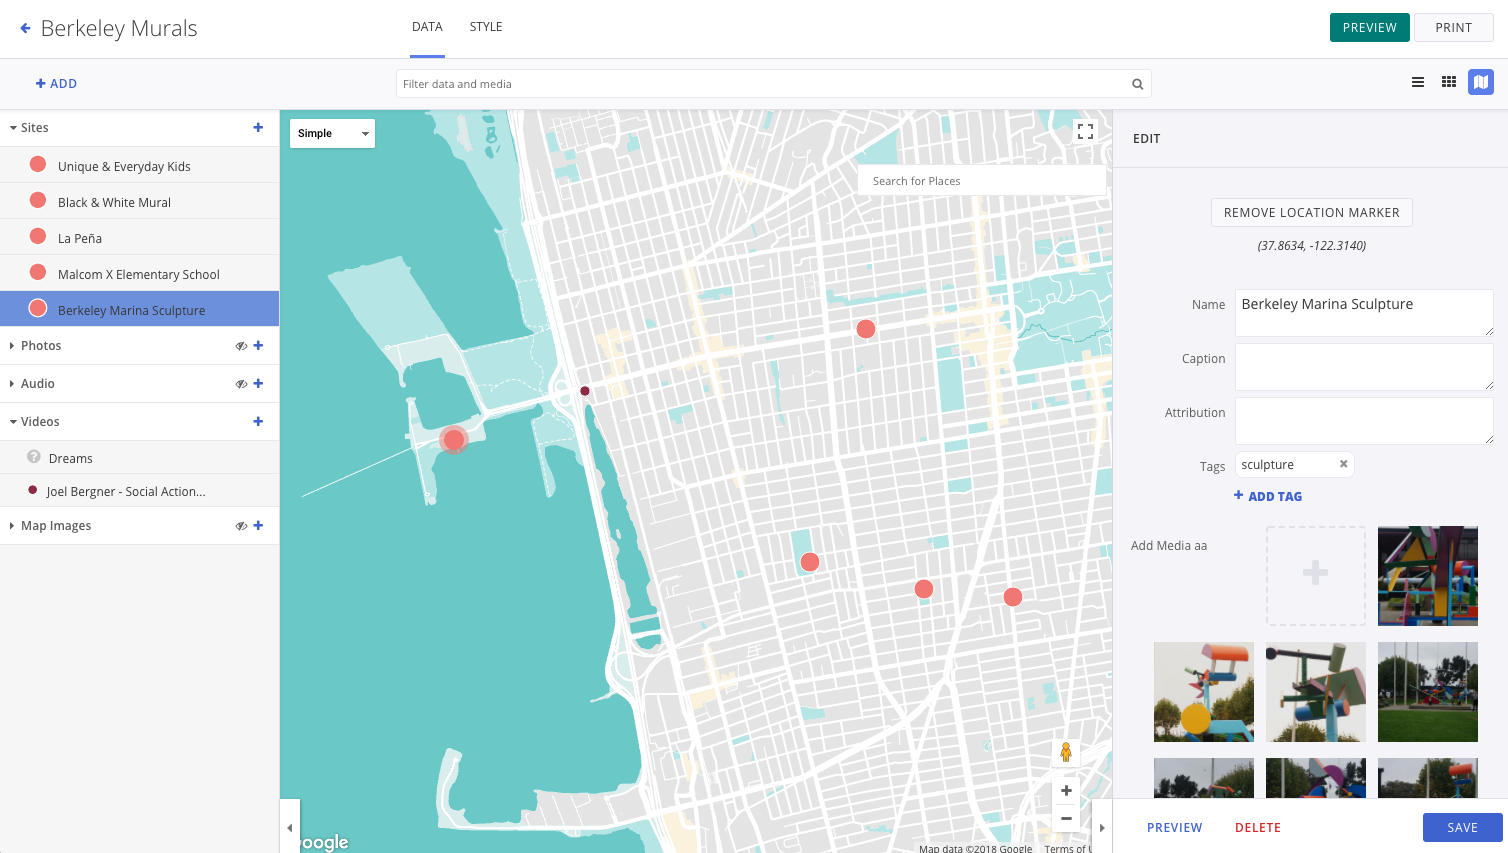 Berkeley Murals
DATA
STYLE
PREVIEW
PRINT
ADD
Filter data and media
Sites
Unique & Everyday Kids
Black & White Mural
La Peña
Malcom X Elementary School
Berkeley Marina Sculpture
Photos
Audio
Videos
Dreams
Joel Bergner - Social Action...
Map Images
Simple
Search for Places
Map data ©2018 Google
Terms of
EDIT
REMOVE LOCATION MARKER
(37.8634, -122.3140)
Name
Berkeley Marina Sculpture
Caption
Attribution
Tags
sculpture
ADD TAG
Add Media aa
PREVIEW
DELETE
SAVE